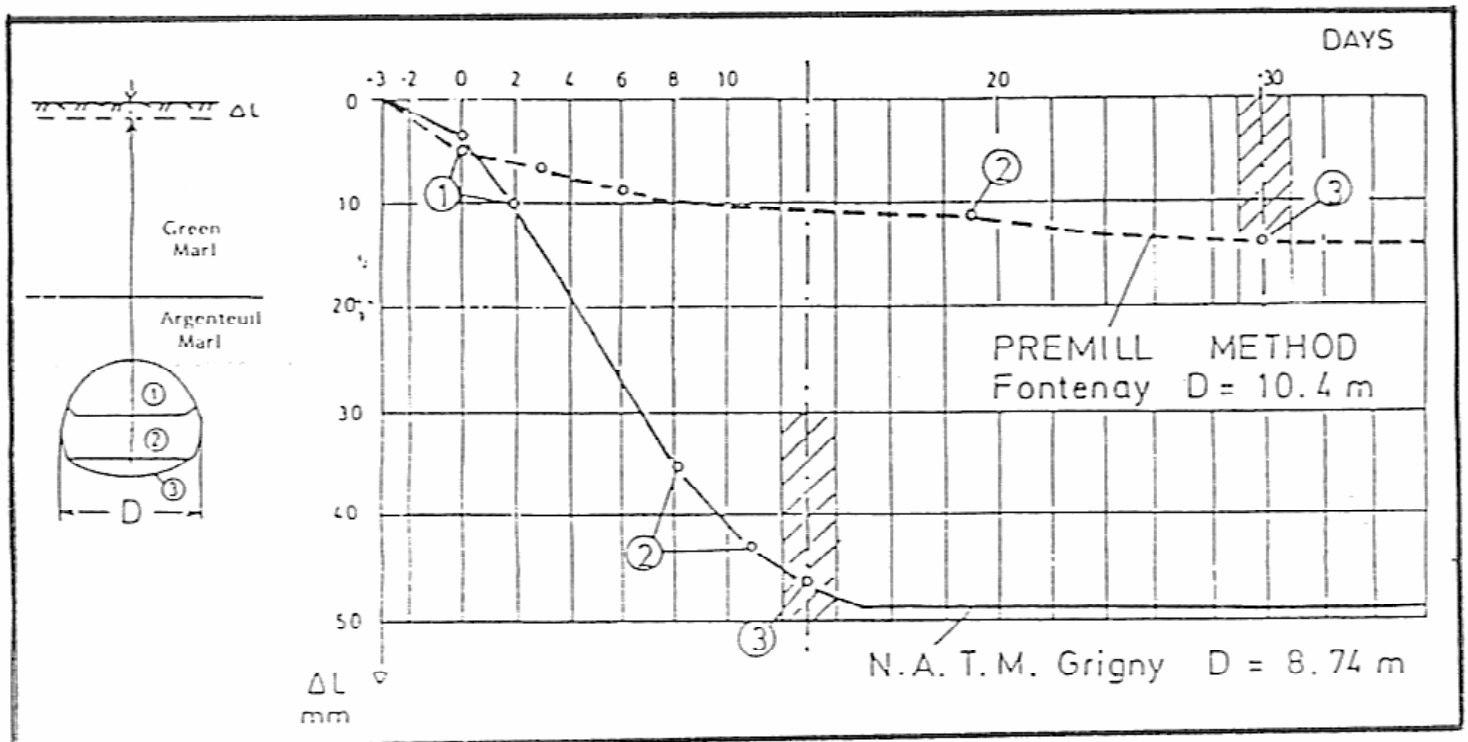 DAYS
-3 -2 0 2 4 6 8 10 20 30
ΔL
0
①
②
③
10
Green
Marl
20
Argenteuil
Marl
PREMILL METHOD
Fontenay D = 10.4 m
①
30
②
③
D
40
②
50
③
N.A.T.M. Grigny D = 8.74 m
ΔL
mm